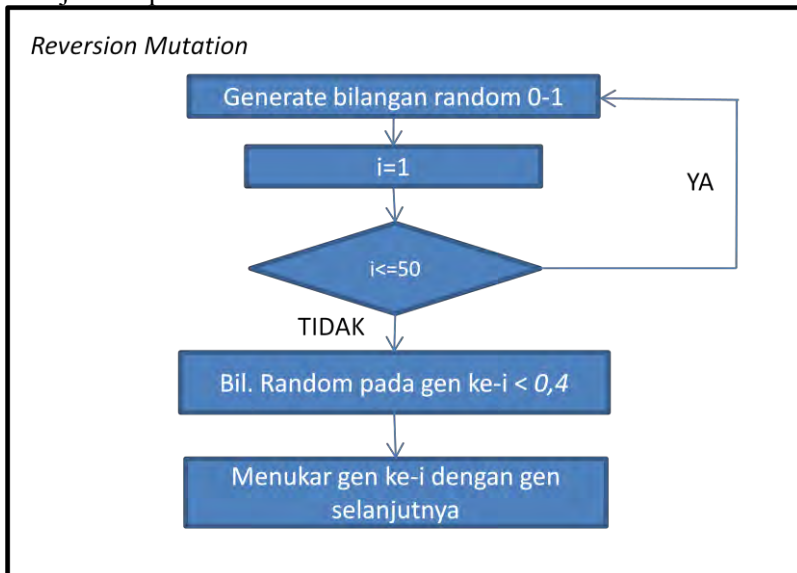 Reversion Mutation
Generate bilangan random 0-1
i=1
YA
i<=50
TIDAK
Bil. Random pada gen ke-i < 0,4
Menukar gen ke-i dengan gen
selanjutnya